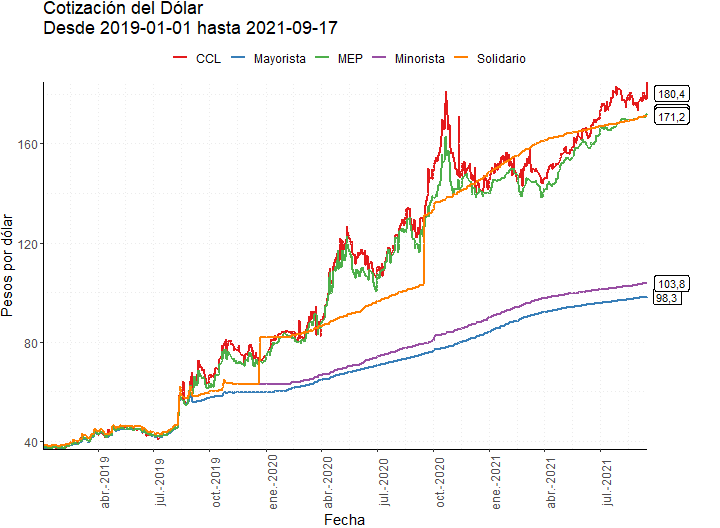 Cotización del Dólar
Desde 2019-01-01 hasta 2021-09-17
CCL Mayorista MEP Minorista Solidario
Pesos por dólar
160
120
80
40
180,4
171,2
103,8
98,3
abr.-2019 jul.-2019 oct.-2019 ene.-2020 abr.-2020 jul.-2020 oct.-2020 ene.-2021 abr.-2021 jul.-2021
Fecha